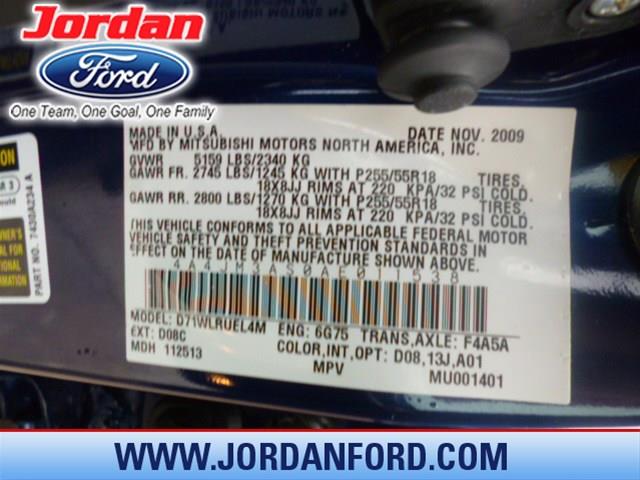 Jordan
Ford
One Team, One Goal, One Family
MADE IN U.S.A. DATE NOV. 2009
MFD BY MITSUBISHI MOTORS NORTH AMERICA, INC.
GVWR 5159 LBS/2340 KG
GAWR FR. 2745 LBS/1245 KG WITH P255/55R18 TIRES,
18X8JJ RIMS AT 220 KPA/32 PSI COLD.
GAWR RR. 2800 LBS/1270 KG WITH P255/55R18 TIRES,
18X8JJ RIMS AT 220 KPA/32 PSI COLD.
THIS VEHICLE CONFORMS TO ALL APPLICABLE FEDERAL MOTOR
VEHICLE SAFETY AND THEFT PREVENTION STANDARDS IN
EFFECT ON THE DATE OF MANUFACTURE SHOWN ABOVE.
4A4JM3AS0AE011538
MODEL: D71WLRUEL4M ENG: 6G75 TRANS,AXLE: F4A5A
EXT: D08C COLOR,INT,OPT: D08,13J,A01
MDH 112513 MPV MU001401
PART NO. 7430A234 A
WWW.JORDANFORD.COM